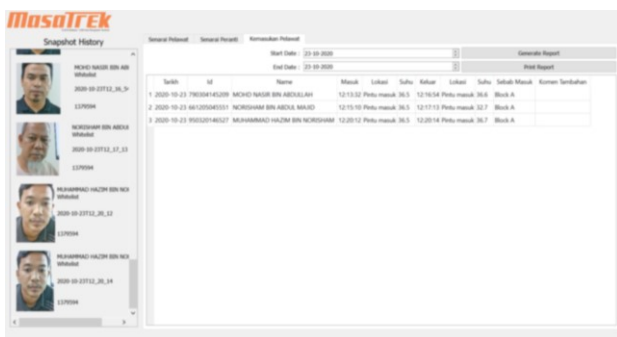 MasaTrek
Snapshot History
MOHD NASIR BIN AB
Whitelist
2020-10-23T12_16_5
1379594
NORISHAM BIN ABDUL
Whitelist
2020-10-23T12_17_13
1379594
MUHAMMAD HAZIM BIN NOR
Whitelist
2020-10-23T12_20_12
1379594
MUHAMMAD HAZIM BIN NOR
Whitelist
2020-10-23T12_20_14
1379594
Senarai Pelawat Senarai Peranti Kemasukan Pelawat
Start Date : 23-10-2020 Generate Report
End Date : 23-10-2020 Print Report
Tarikh Id Name Masuk Lokasi Suhu Keluar Lokasi Suhu Sebab Masuk Komen Tambahan
1 2020-10-23 790304145209 MOHD NASIR BIN ABDULLAH 12:13:32 Pintu masuk 36.5 12:16:54 Pintu masuk 36.6 Block A
2 2020-10-23 661205045551 NORISHAM BIN ABDUL MAJID 12:15:10 Pintu masuk 36.5 12:17:13 Pintu masuk 32.7 Block A
3 2020-10-23 950320146527 MUHAMMAD HAZIM BIN NORISHAM 12:20:12 Pintu masuk 36.5 12:20:14 Pintu masuk 36.7 Block A